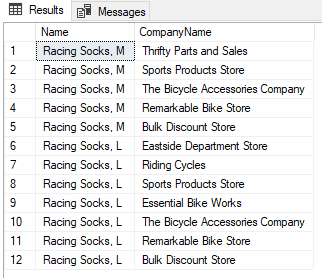 Results Messages
Name CompanyName
1 Racing Socks, M Thrifty Parts and Sales
2 Racing Socks, M Sports Products Store
3 Racing Socks, M The Bicycle Accessories Company
4 Racing Socks, M Remarkable Bike Store
5 Racing Socks, M Bulk Discount Store
6 Racing Socks, L Eastside Department Store
7 Racing Socks, L Riding Cycles
8 Racing Socks, L Sports Products Store
9 Racing Socks, L Essential Bike Works
10 Racing Socks, L The Bicycle Accessories Company
11 Racing Socks, L Remarkable Bike Store
12 Racing Socks, L Bulk Discount Store